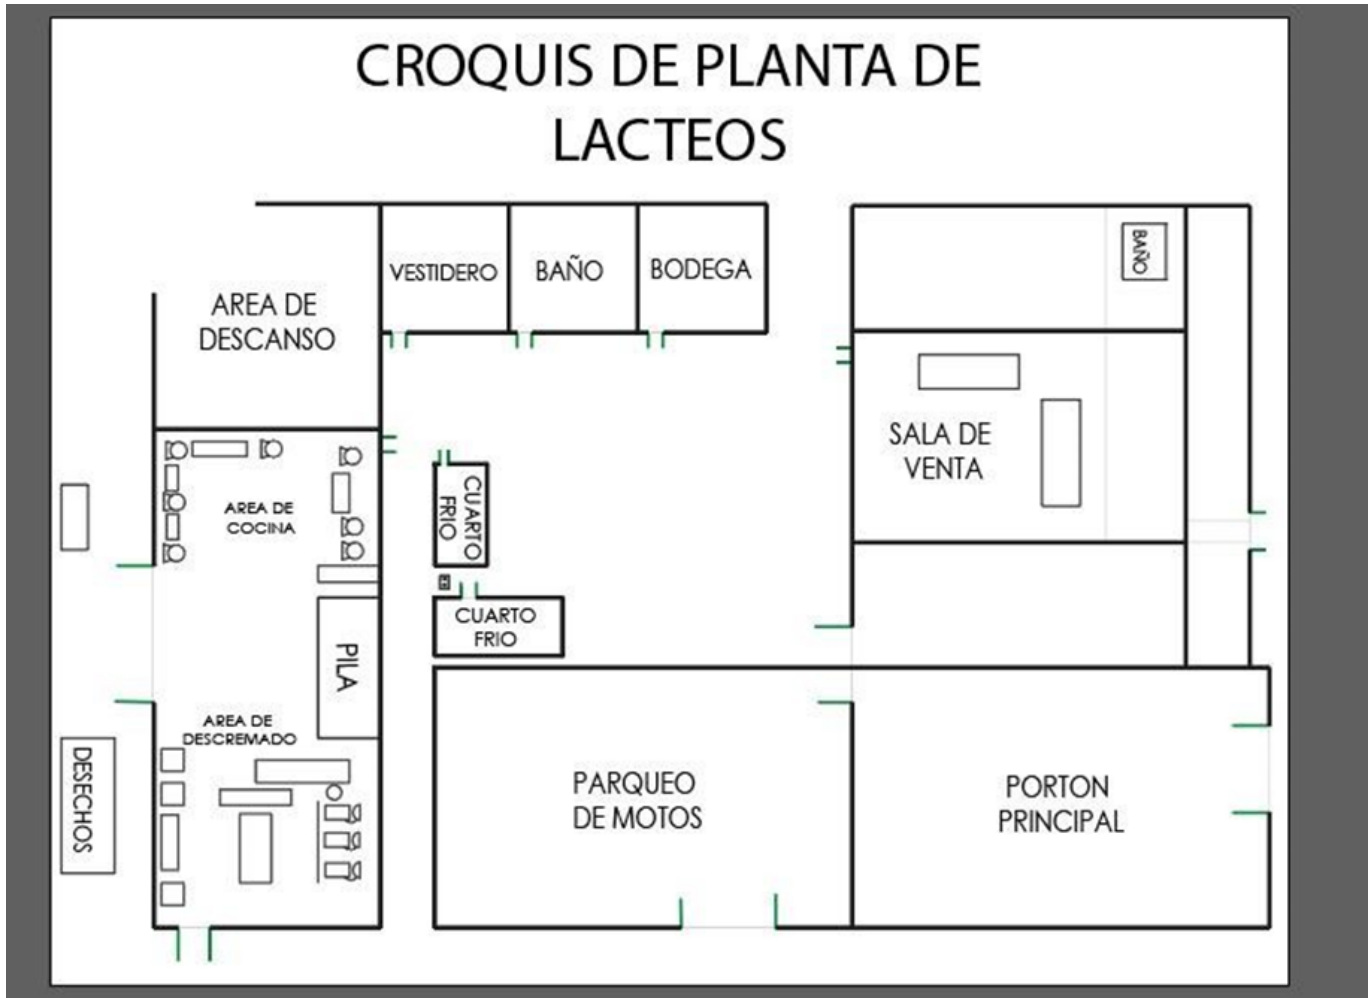 CROQUIS DE PLANTA DE
LACTEOS
VESTIDERO
BAÑO
BODEGA
BAÑO
AREA DE
DESCANSO
SALA DE
VENTA
AREA DE
COCINA
CUARTO
FRIO
CUARTO
FRIO
PILA
AREA DE
DESCREMADO
DESECHOS
PARQUEO
DE MOTOS
PORTON
PRINCIPAL